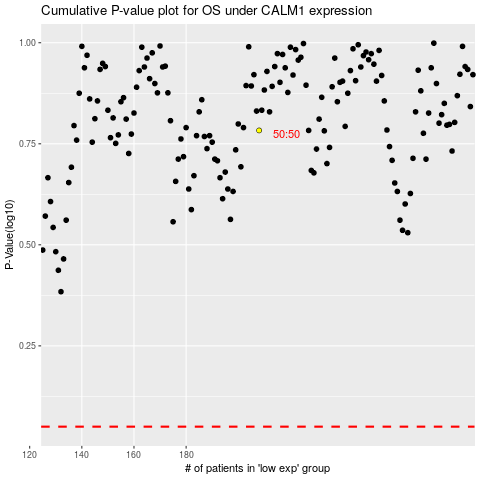 Cumulative P-value plot for OS under CALM1 expression
1.00
0.75
0.50
0.25
P-Value(log10)
50:50
120 140 160 180
# of patients in 'low exp' group